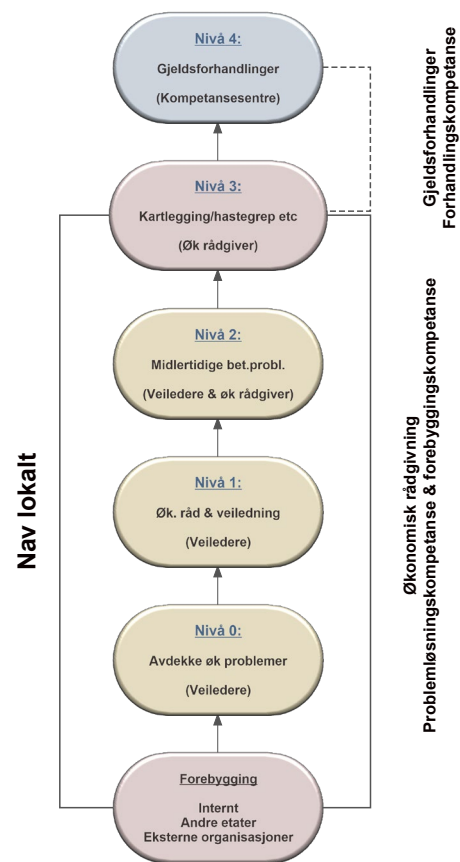 Nivå 4:
Gjeldsforhandlinger
(Kompetansesentre)
Nivå 3:
Kartlegging/hastegrep etc
(Øk rådgiver)
Nivå 2:
Midlertidige bet.probl.
(Veiledere & øk rådgiver)
Nivå 1:
Øk. råd & veiledning
(Veiledere)
Nivå 0:
Avdekke øk problemer
(Veiledere)
Forebygging
Internt
Andre etater
Eksterne organisasjoner
Nav lokalt
Gjeldsforhandlinger
Forhandlingskompetanse
Økonomisk rådgivning
Problemløsningskompetanse & forebyggingskompetanse